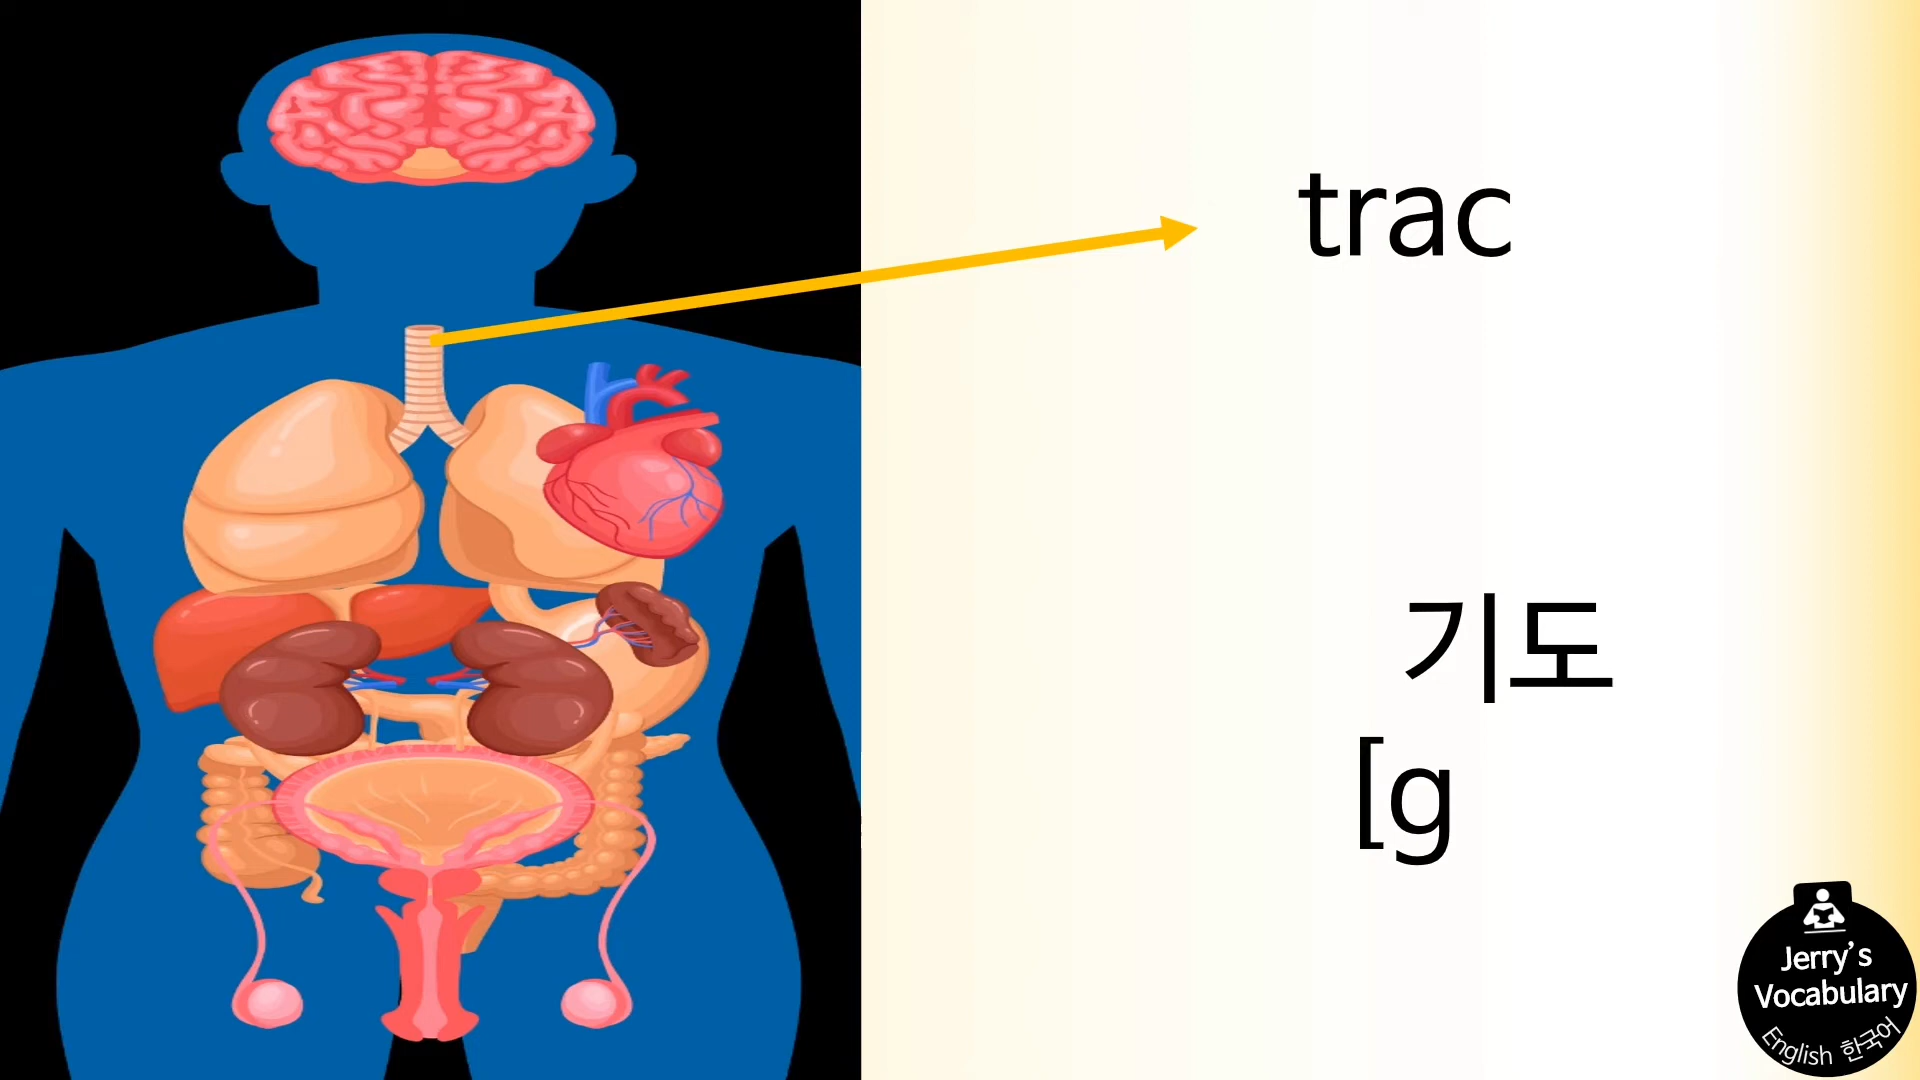 trac
기도
[g
Jerry's
Vocabulary
English 한국어